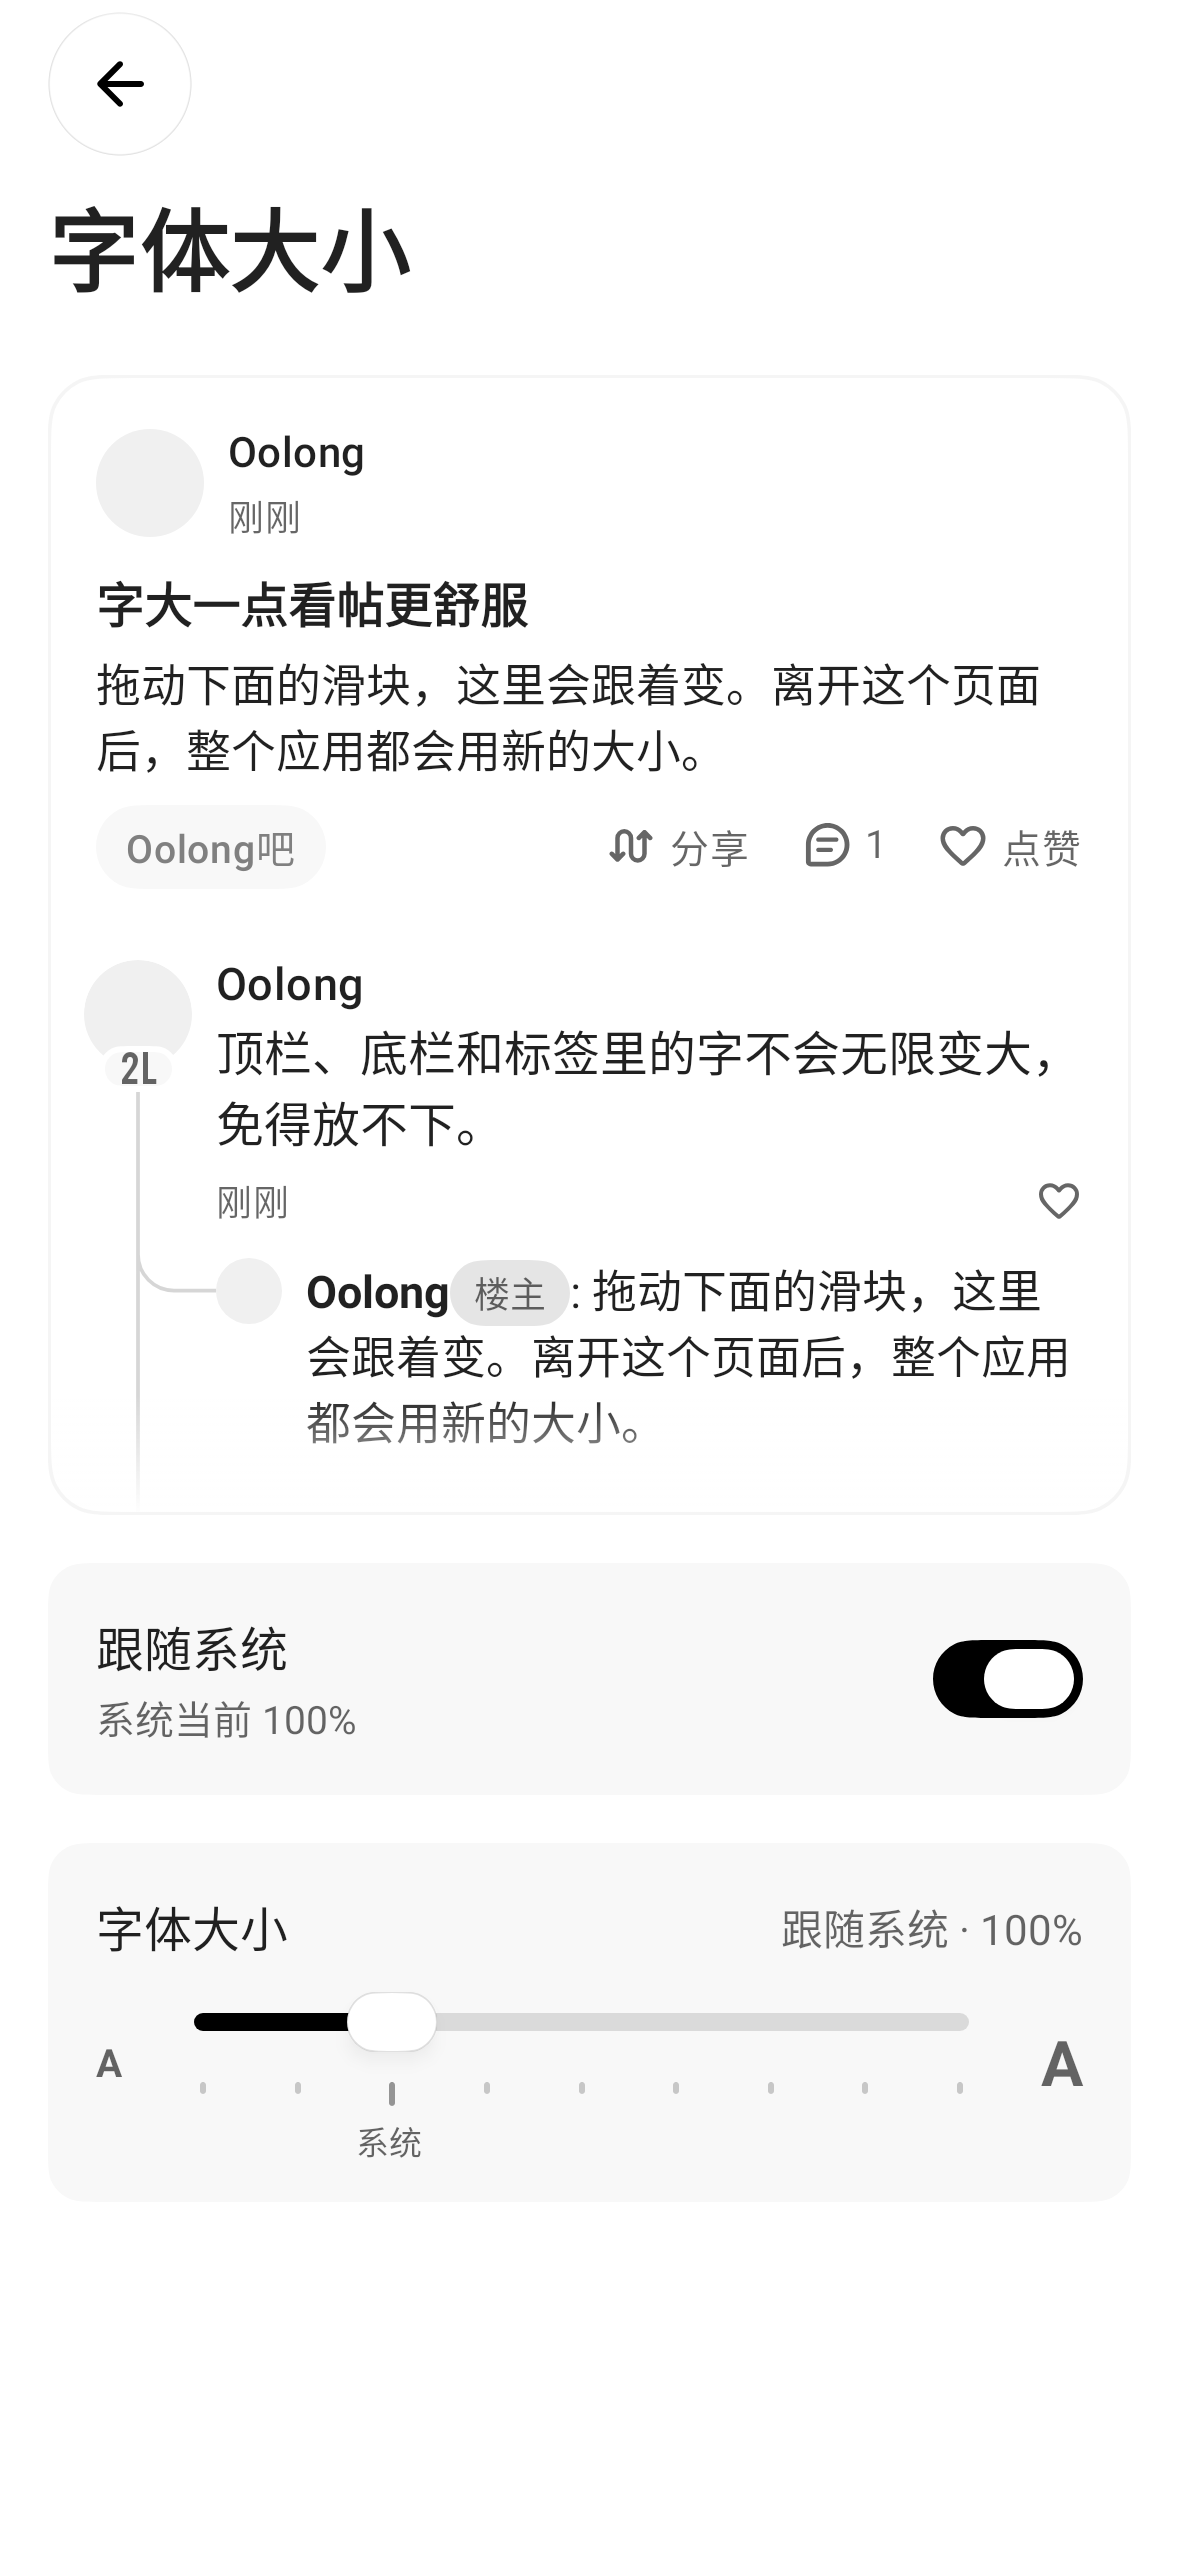 字体大小
Oolong
刚刚
字大一点看帖更舒服
拖动下面的滑块，这里会跟着变。离开这个页面
后，整个应用都会用新的大小。
Oolong吧 分享 1 点赞
Oolong
2L
顶栏、底栏和标签里的字不会无限变大，
免得放不下。
刚刚
Oolong 楼主 : 拖动下面的滑块，这里
会跟着变。离开这个页面后，整个应用
都会用新的大小。
跟随系统
系统当前 100%
字体大小 跟随系统 · 100%
A A
系统